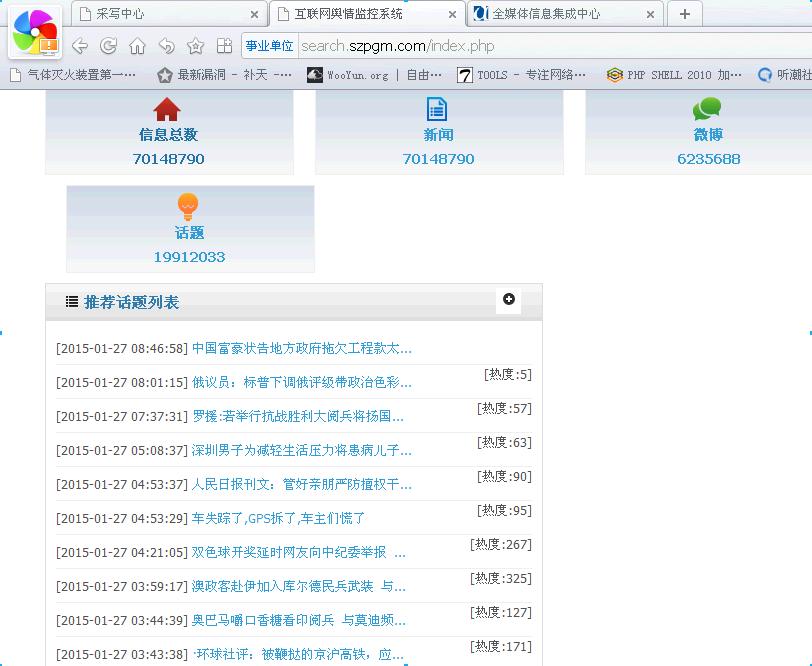 采写中心
互联网舆情监控系统
全媒体信息集成中心
事业单位 search.szpgm.com/index.php
气体灭火装置第一一…
最新漏洞 - 补天 -…
WooYun.org | 自由…
TOOLS - 专注网络…
PHP SHELL 2010 加…
听潮社
信息总数
70148790
新闻
70148790
微博
6235688
话题
19912033
推荐话题列表
[2015-01-27 08:46:58] 中国富豪状告地方政府拖欠工程款太...
[热度:5]
[2015-01-27 08:01:15] 俄议员：标普下调俄评级带政治色彩...
[热度:57]
[2015-01-27 07:37:31] 罗援:若举行抗战胜利大阅兵将扬国...
[热度:63]
[2015-01-27 05:08:37] 深圳男子为减轻生活压力将患病儿子...
[热度:90]
[2015-01-27 04:53:37] 人民日报刊文：管好亲朋严防擅权干...
[热度:95]
[2015-01-27 04:53:29] 车失踪了,GPS拆了,车主们慌了
[热度:267]
[2015-01-27 04:21:05] 双色球开奖延时网友向中纪委举报 ...
[热度:325]
[2015-01-27 03:59:17] 澳政客赴伊加入库尔德民兵武装 与...
[热度:127]
[2015-01-27 03:44:39] 奥巴马嚼口香糖看印阅兵 与莫迪频...
[热度:171]
[2015-01-27 03:43:38] ·环球社评：被鞭挞的京沪高铁，应...